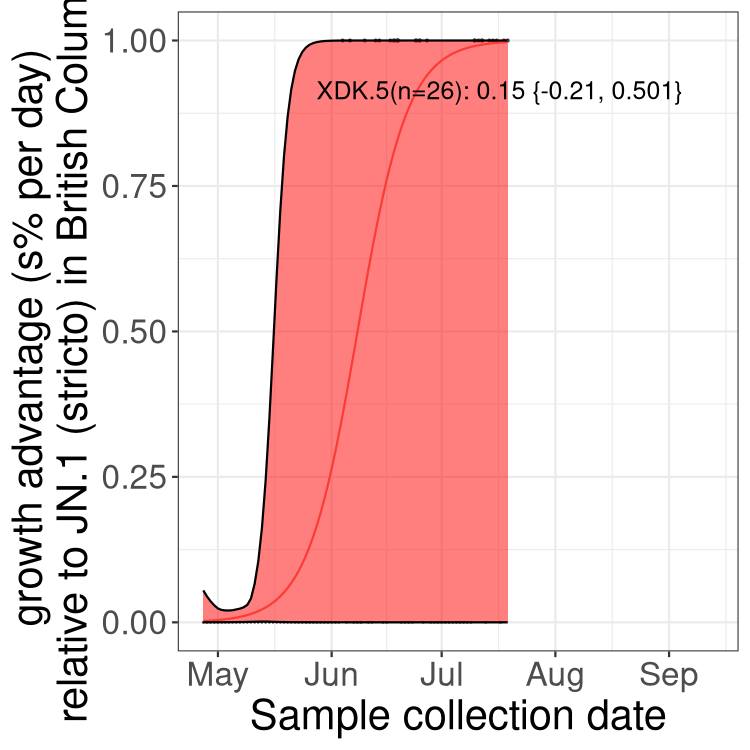 growth advantage (s% per day)
relative to JN.1 (stricto) in British Colum
1.00
0.75
0.50
0.25
0.00
XDK.5(n=26): 0.15 {-0.21, 0.501}
May Jun Jul Aug Sep
Sample collection date